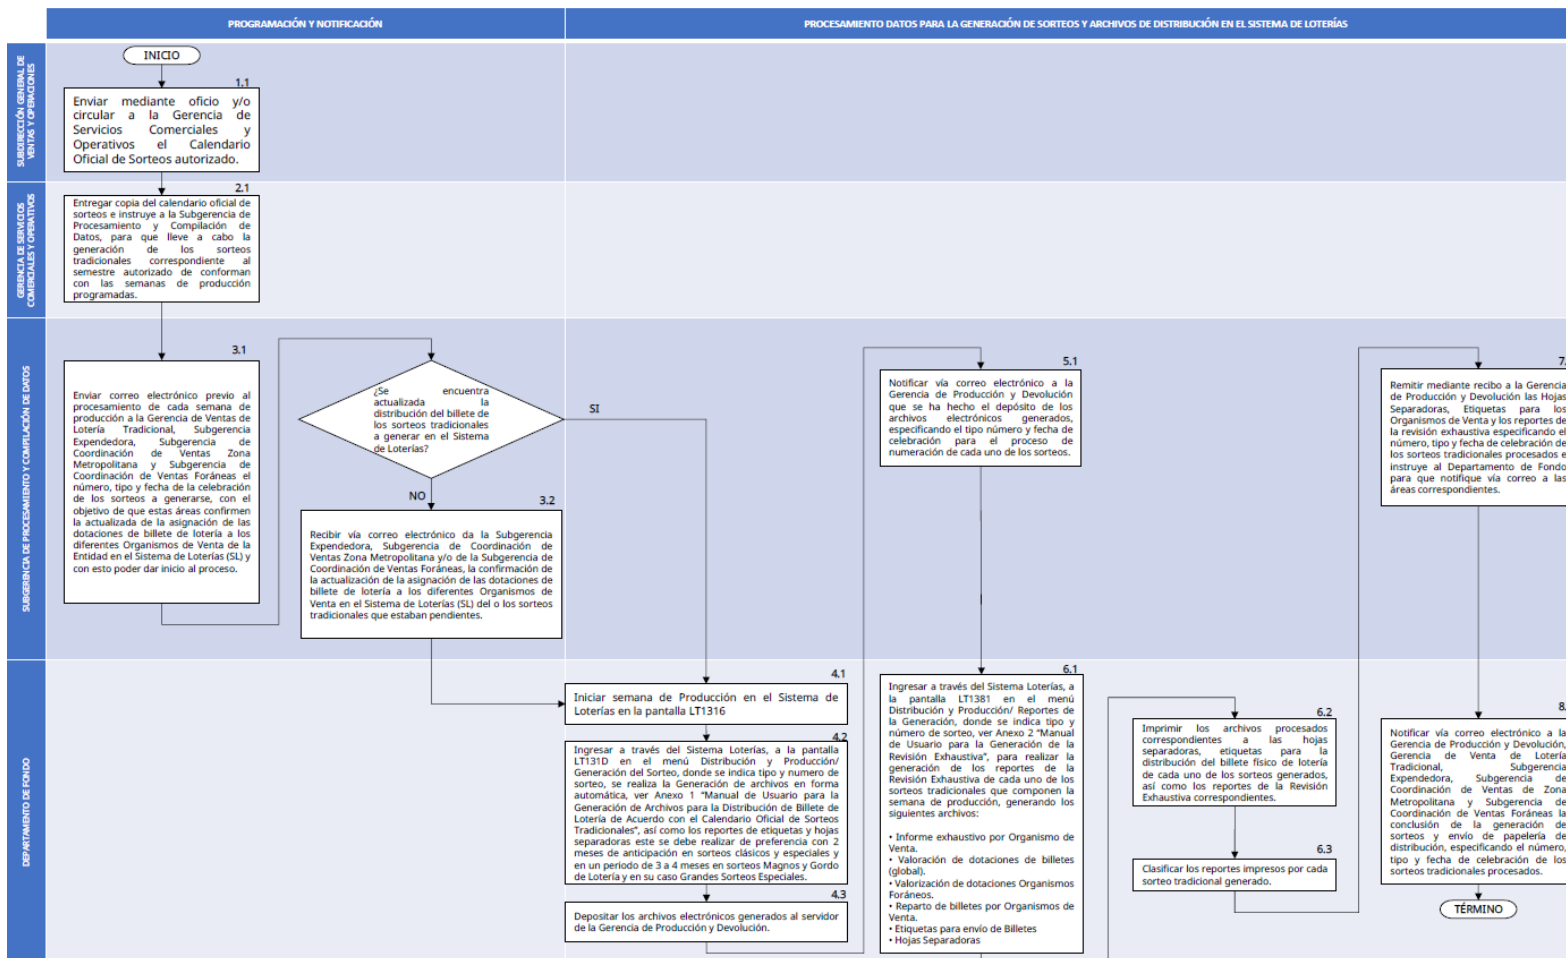 PROGRAMACIÓN Y NOTIFICACIÓN
PROCESAMIENTO DATOS PARA LA GENERACIÓN DE SORTEOS Y ARCHIVOS DE DISTRIBUCIÓN EN EL SISTEMA DE LOTERÍAS
SUBDIRECCIÓN GENERAL DE
VENTAS Y OPERACIONES
INICIO
1.1
Enviar mediante oficio y/o
circular a la Gerencia de
Servicios Comerciales y
Operativos el Calendario
Oficial de Sorteos autorizado.
GERENCIA DE SERVICIOS
COMERCIALES Y OPERATIVOS
2.1
Entregar copia del calendario oficial de
sorteos e instruye a la Subgerencia de
Procesamiento y Compilación de
Datos, para que lleve a cabo la
generación de los sorteos
tradicionales correspondiente al
semestre autorizado de conforman
con las semanas de producción
programadas.
SUBGERENCIA DE PROCESAMIENTO Y COMPILACIÓN DE DATOS
3.1
Enviar correo electrónico previo al
procesamiento de cada semana de
producción a la Gerencia de Ventas de
Lotería Tradicional, Subgerencia
Expendedora, Subgerencia de
Coordinación de Ventas Zona
Metropolitana y Subgerencia de
Coordinación de Ventas Foráneas el
número, tipo y fecha de la celebración
de los sorteos a generarse, con el
objetivo de que estas áreas confirmen
la actualizada de la asignación de las
dotaciones de billete de lotería a los
diferentes Organismos de Venta de la
Entidad en el Sistema de Loterías (SL) y
con esto poder dar inicio al proceso.
¿Se encuentra
actualizada la
distribución del billete de
los sorteos tradicionales
a generar en el Sistema
de Loterías?
SI
NO
3.2
Recibir vía correo electrónico da la Subgerencia
Expendedora, Subgerencia de Coordinación de
Ventas Zona Metropolitana y/o de la Subgerencia de
Coordinación de Ventas Foráneas, la confirmación de
la actualización de la asignación de las dotaciones de
billete de lotería a los diferentes Organismos de
Venta en el Sistema de Loterías (SL) del o los sorteos
tradicionales que estaban pendientes.
5.1
Notificar vía correo electrónico a la
Gerencia de Producción y Devolución
que se ha hecho el depósito de los
archivos electrónicos generados,
especificando el tipo número y fecha de
celebración para el proceso de
numeración de cada uno de los sorteos.
7.
Remitir mediante recibo a la Gerencia
de Producción y Devolución las Hojas
Separadoras, Etiquetas para los
Organismos de Venta y los reportes de
la revisión exhaustiva especificando el
número, tipo y fecha de celebración de
los sorteos tradicionales procesados e
instruye al Departamento de Fondo
para que notifique vía correo a las
áreas correspondientes.
DEPARTAMENTO DE FONDO
4.1
Iniciar semana de Producción en el Sistema de
Loterías en la pantalla LT1316
4.2
Ingresar a través del Sistema Loterías, a la pantalla
LT131D en el menú Distribución y Producción/
Generación del Sorteo, donde se indica tipo y numero de
sorteo, se realiza la Generación de archivos en forma
automática, ver Anexo 1 “Manual de Usuario para la
Generación de Archivos para la Distribución de Billete de
Lotería de Acuerdo con el Calendario Oficial de Sorteos
Tradicionales”, así como los reportes de etiquetas y hojas
separadoras este se debe realizar de preferencia con 2
meses de anticipación en sorteos clásicos y especiales y
en un periodo de 3 a 4 meses en sorteos Magnos y Gordo
de Lotería y en su caso Grandes Sorteos Especiales.
4.3
Depositar los archivos electrónicos generados al servidor
de la Gerencia de Producción y Devolución.
6.1
Ingresar a través del Sistema Loterías, a
la pantalla LT1381 en el menú
Distribución y Producción/ Reportes de
la Generación, donde se indica tipo y
número de sorteo, ver Anexo 2 “Manual
de Usuario para la Generación de la
Revisión Exhaustiva”, para realizar la
generación de los reportes de la
Revisión Exhaustiva de cada uno de los
sorteos tradicionales que componen la
semana de producción, generando los
siguientes archivos:
• Informe exhaustivo por Organismo de
Venta.
• Valoración de dotaciones de billetes
(global).
• Valorización de dotaciones Organismos
Foráneos.
• Reparto de billetes por Organismos de
Venta.
• Etiquetas para envío de Billetes
• Hojas Separadoras
6.2
Imprimir los archivos procesados
correspondientes a las hojas
separadoras, etiquetas para la
distribución del billete físico de lotería
de cada uno de los sorteos generados,
así como los reportes de la Revisión
Exhaustiva correspondientes.
6.3
Clasificar los reportes impresos por cada
sorteo tradicional generado.
8.
Notificar vía correo electrónico a la
Gerencia de Producción y Devolución,
Gerencia de Venta de Lotería
Tradicional, Subgerencia
Expendedora, Subgerencia de
Coordinación de Ventas de Zona
Metropolitana y Subgerencia de
Coordinación de Ventas Foráneas la
conclusión de la generación de
sorteos y envío de papelería de
distribución, especificando el número,
tipo y fecha de celebración de los
sorteos tradicionales procesados.
TÉRMINO